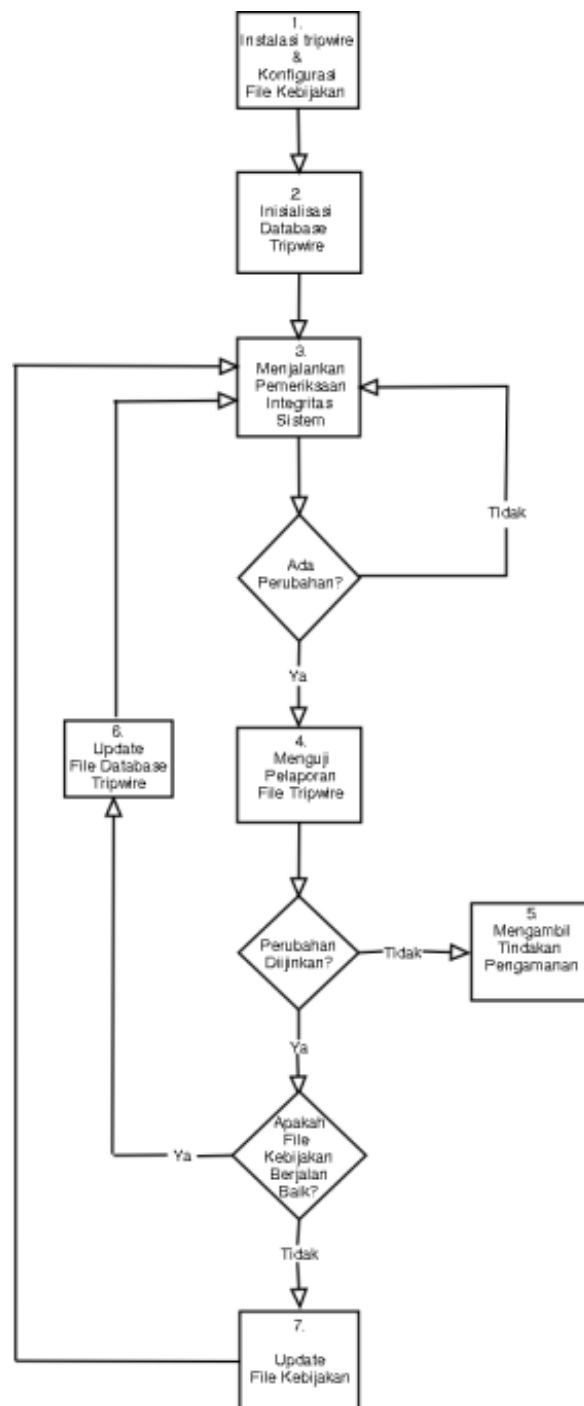 1.
Instalasi tripwire
&
Konfigurasi
File Kebijakan
2.
Inisialisasi
Database
Tripwire
3.
Menjalankan
Pemeriksaan
Integritas
Sistem
Tidak
Ada
Perubahan?
Ya
4.
Menguji
Pelaporan
File Tripwire
6.
Update
File Database
Tripwire
Perubahan
Diijinkan?
Tidak
5.
Mengambil
Tindakan
Pengamanan
Ya
Apakah
File
Kebijakan
Berjalan
Baik?
Ya
Tidak
7.
Update
File Kebijakan